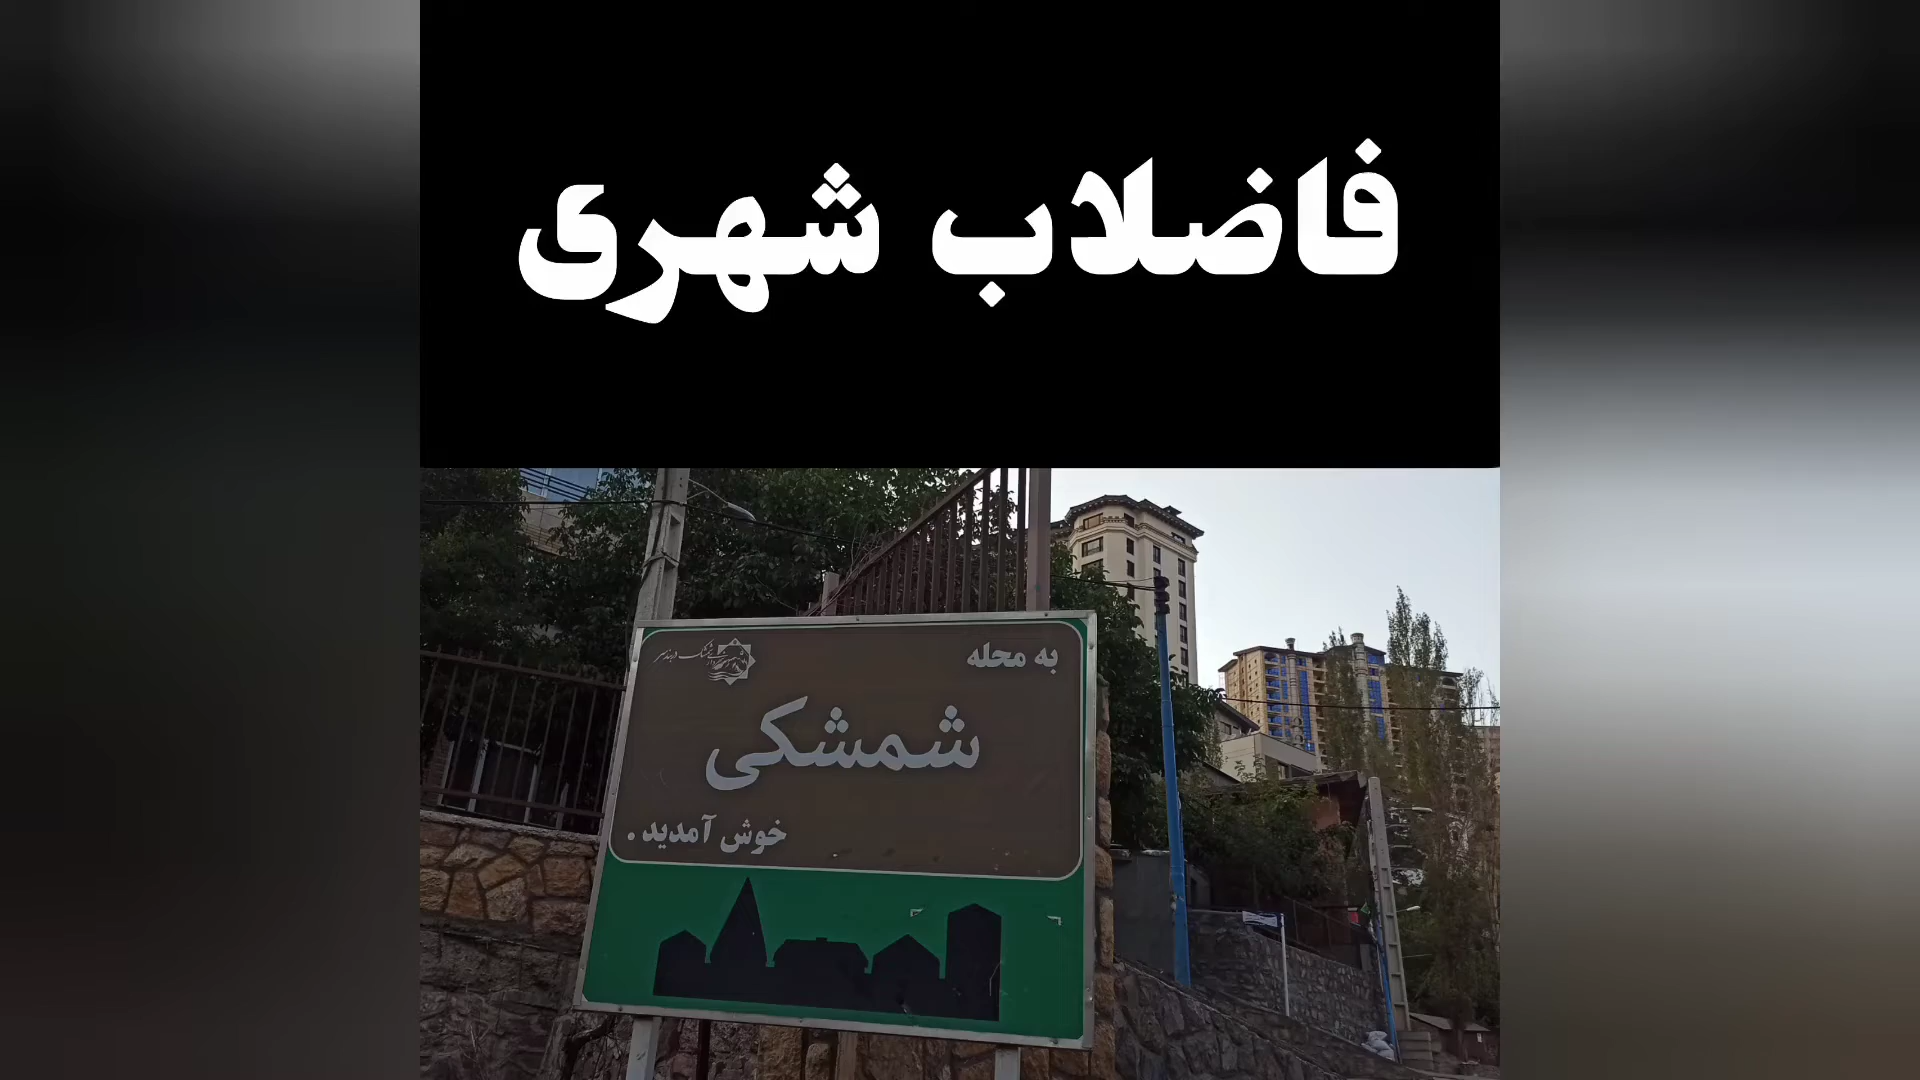 فاضلاب شهری
به محله
شمشکی
خوش آمدید .